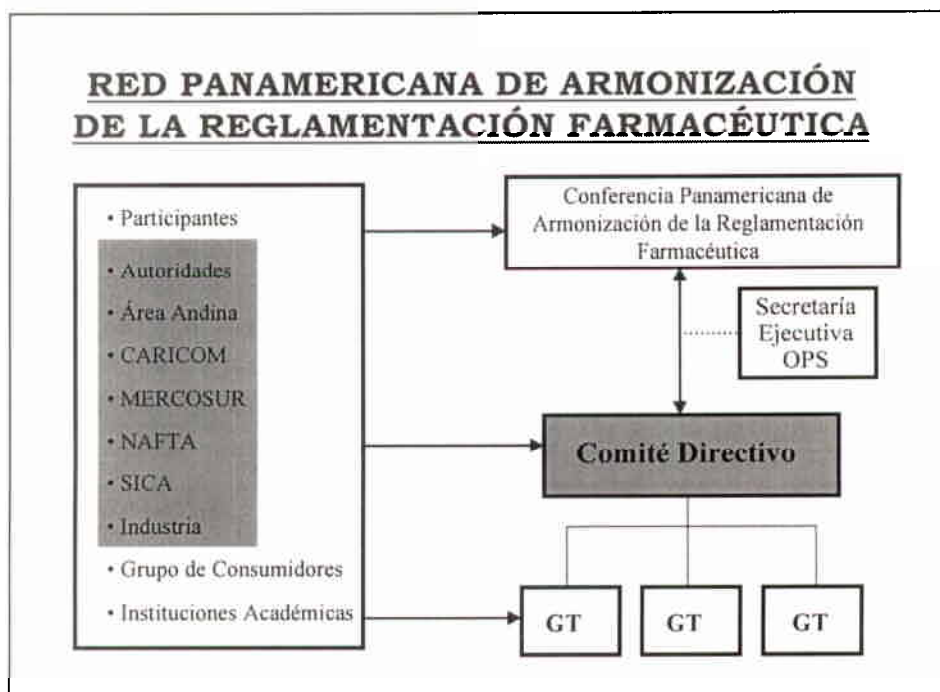 RED PANAMERICANA DE ARMONIZACIÓN
DE LA REGLAMENTACIÓN FARMACÉUTICA
• Participantes
• Autoridades
• Área Andina
• CARICOM
• MERCOSUR
• NAFTA
• SICA
• Industria
• Grupo de Consumidores
• Instituciones Académicas
Conferencia Panamericana de
Armonización de la Reglamentación
Farmacéutica
Secretaría
Ejecutiva
OPS
Comité Directivo
GT
GT
GT